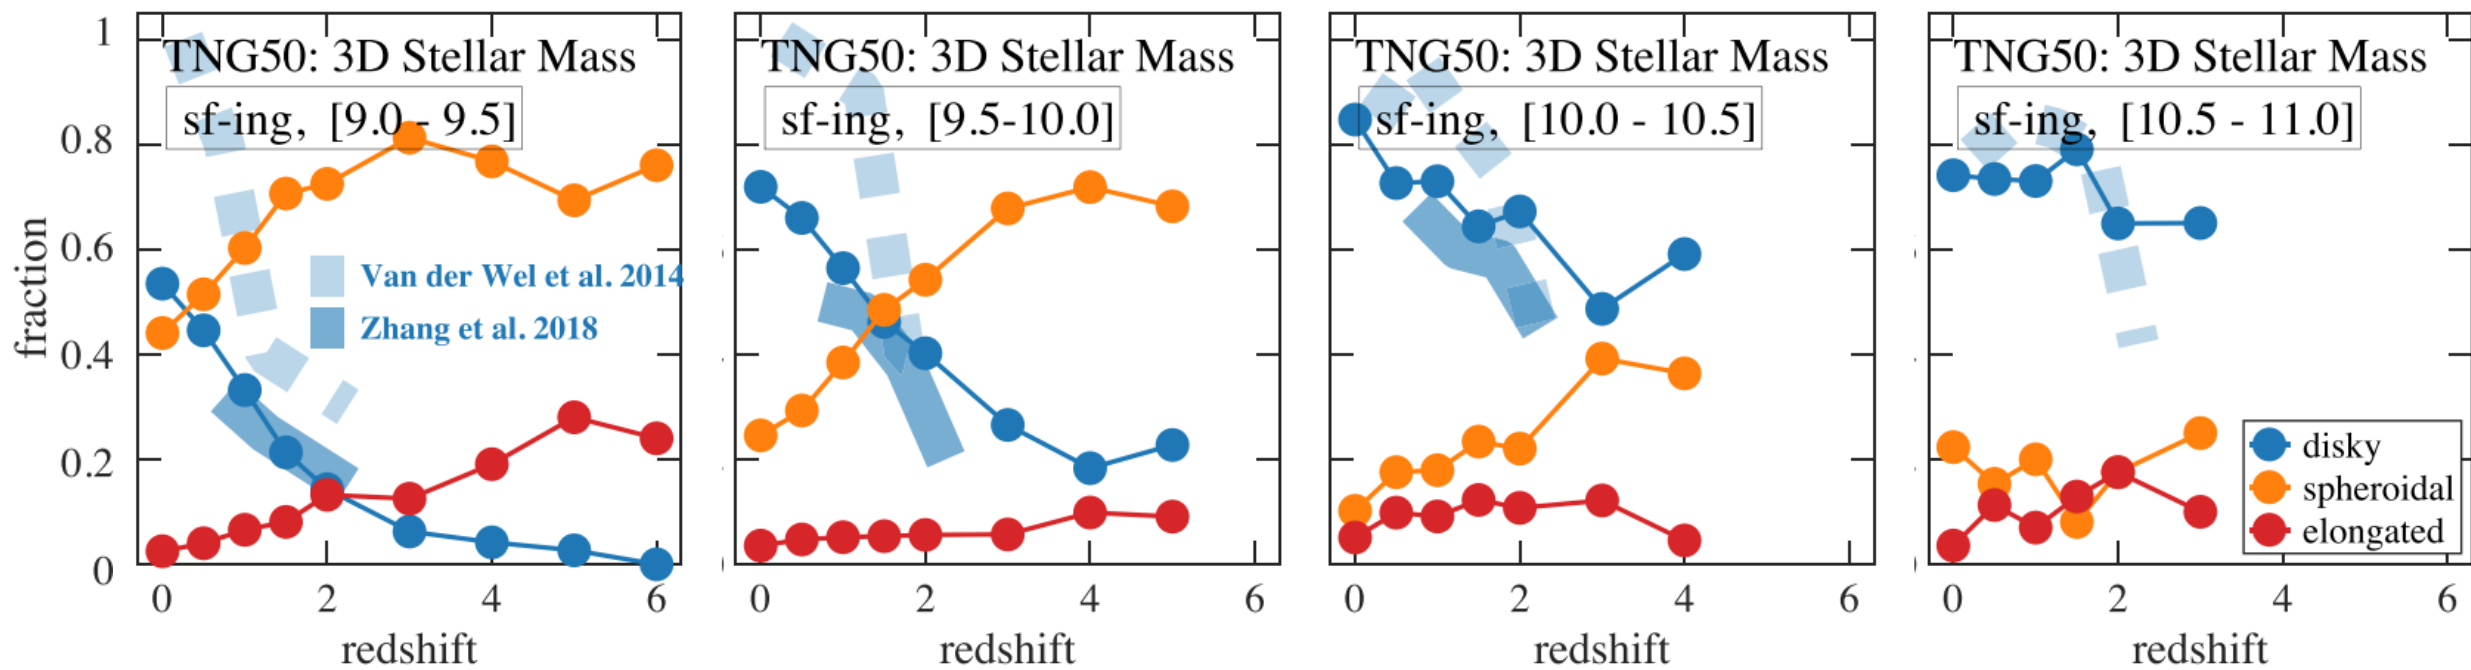 TNG50: 3D Stellar Mass
sf-ing, [9.0 - 9.5]
Van der Wel et al. 2014
Zhang et al. 2018
fraction
1
0.8
0.6
0.4
0.2
0
0 2 4 6
redshift
TNG50: 3D Stellar Mass
sf-ing, [9.5-10.0]
0 2 4 6
redshift
TNG50: 3D Stellar Mass
sf-ing, [10.0 - 10.5]
0 2 4 6
redshift
TNG50: 3D Stellar Mass
sf-ing, [10.5 - 11.0]
disky
spheroidal
elongated
0 2 4 6
redshift